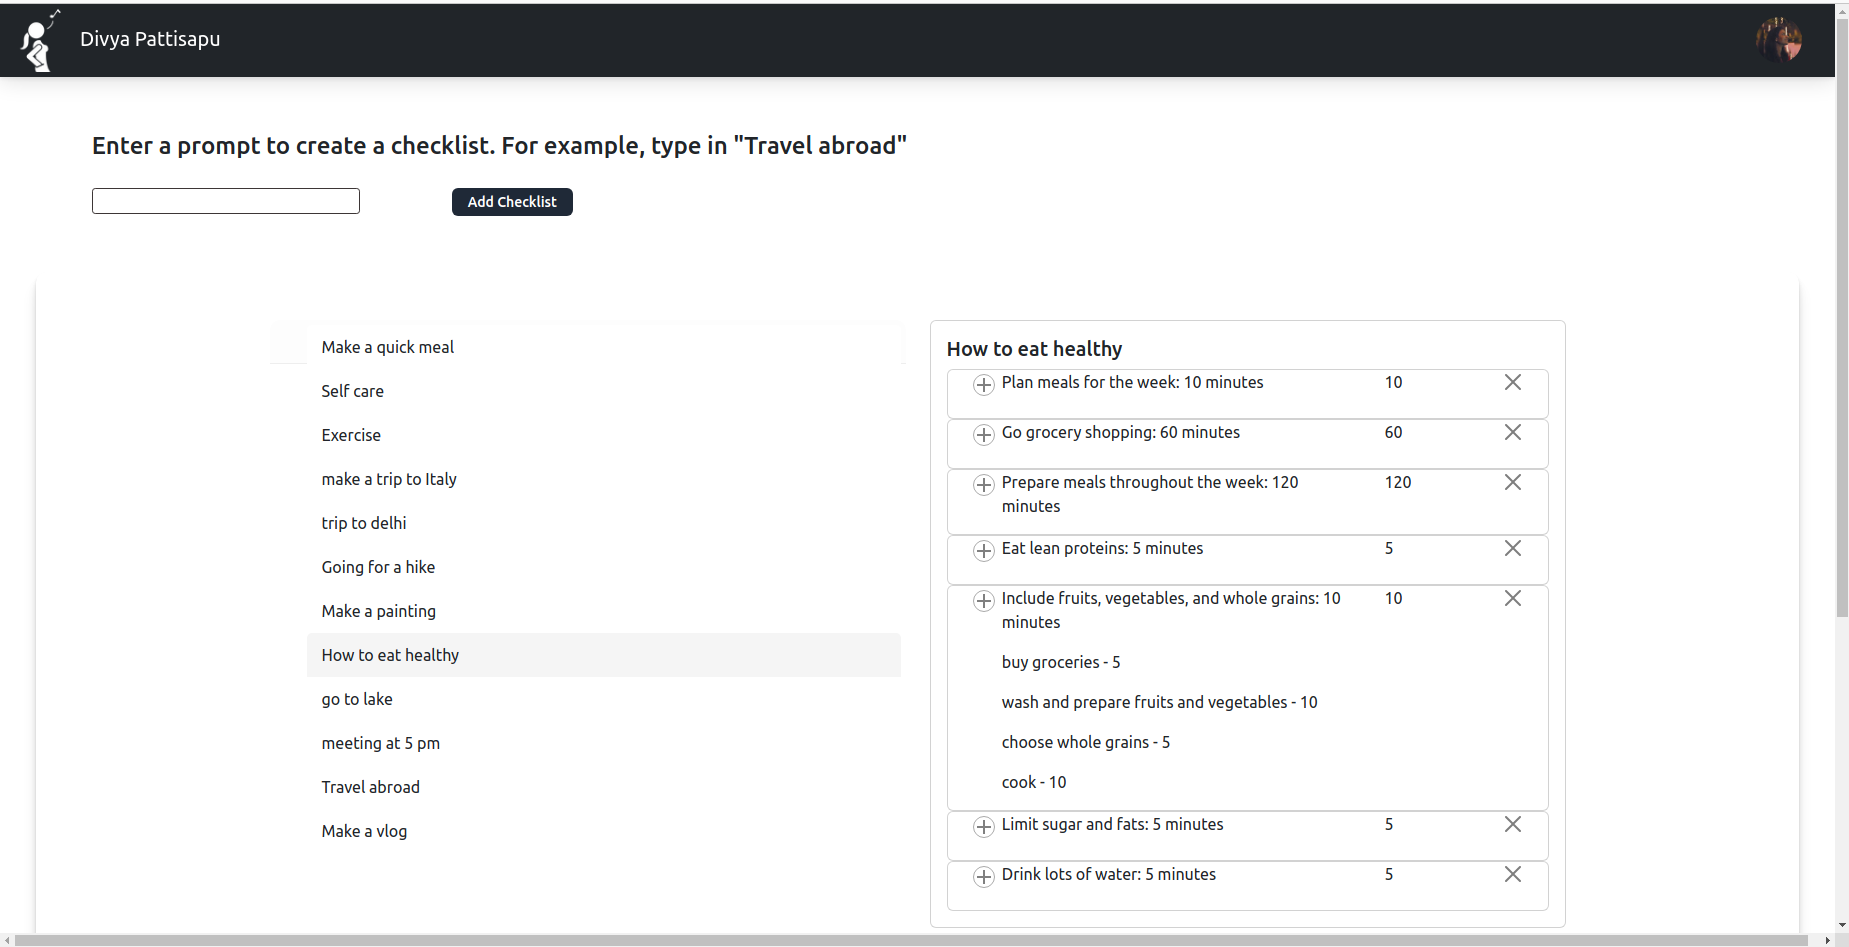 Divya Pattisapu
Enter a prompt to create a checklist. For example, type in "Travel abroad"
Add Checklist
Make a quick meal
Self care
Exercise
make a trip to Italy
trip to delhi
Going for a hike
Make a painting
How to eat healthy
go to lake
meeting at 5 pm
Travel abroad
Make a vlog
How to eat healthy
Plan meals for the week: 10 minutes 10
Go grocery shopping: 60 minutes 60
Prepare meals throughout the week: 120 120
minutes
Eat lean proteins: 5 minutes 5
Include fruits, vegetables, and whole grains: 10 10
minutes
buy groceries - 5
wash and prepare fruits and vegetables - 10
choose whole grains - 5
cook - 10
Limit sugar and fats: 5 minutes 5
Drink lots of water: 5 minutes 5